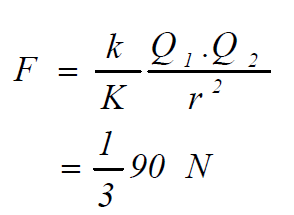 F = k/K Q₁.Q₂/r²
= 1/3 90 N